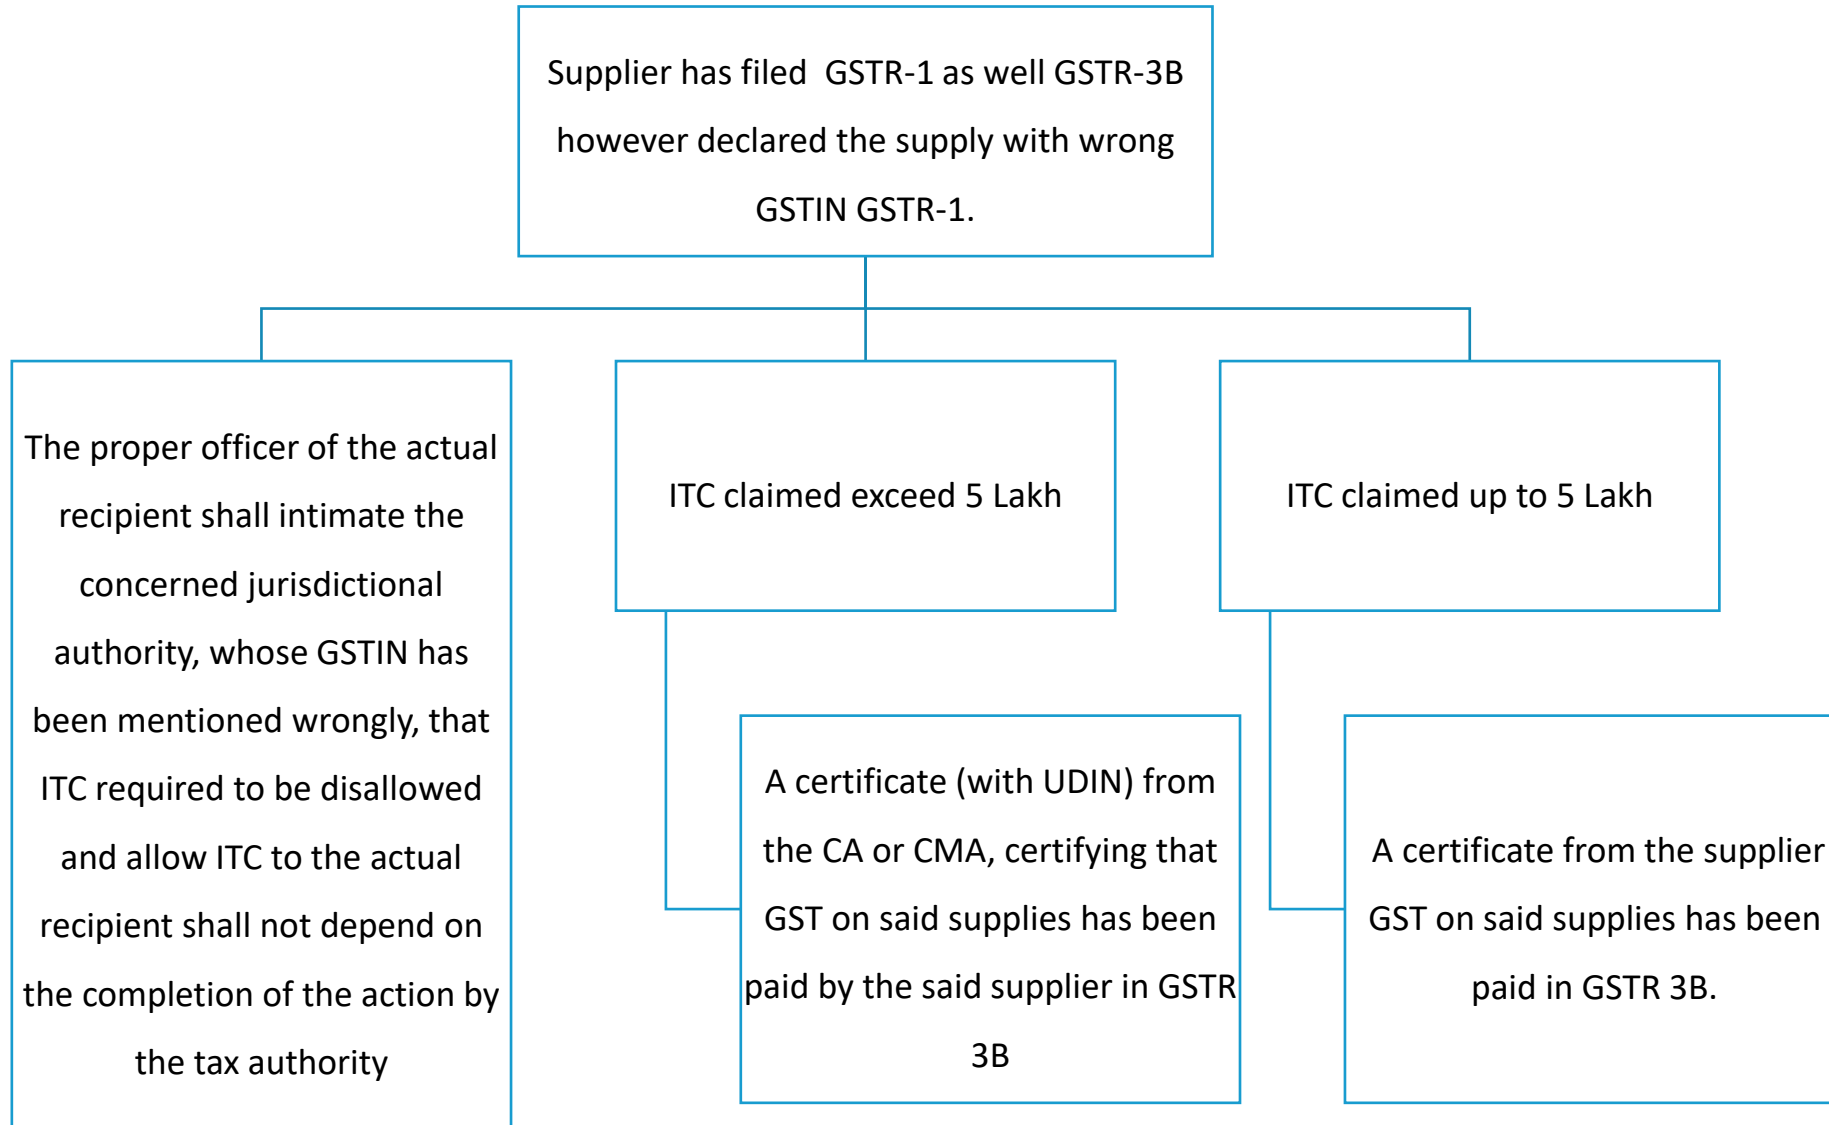 Supplier has filed  GSTR-1 as well GSTR-3B
however declared the supply with wrong
GSTIN GSTR-1.
The proper officer of the actual
recipient shall intimate the
concerned jurisdictional
authority, whose GSTIN has
been mentioned wrongly, that
ITC required to be disallowed
and allow ITC to the actual
recipient shall not depend on
the completion of the action by
the tax authority
ITC claimed exceed 5 Lakh
A certificate (with UDIN) from
the CA or CMA, certifying that
GST on said supplies has been
paid by the said supplier in GSTR
3B
ITC claimed up to 5 Lakh
A certificate from the supplier
GST on said supplies has been
paid in GSTR 3B.